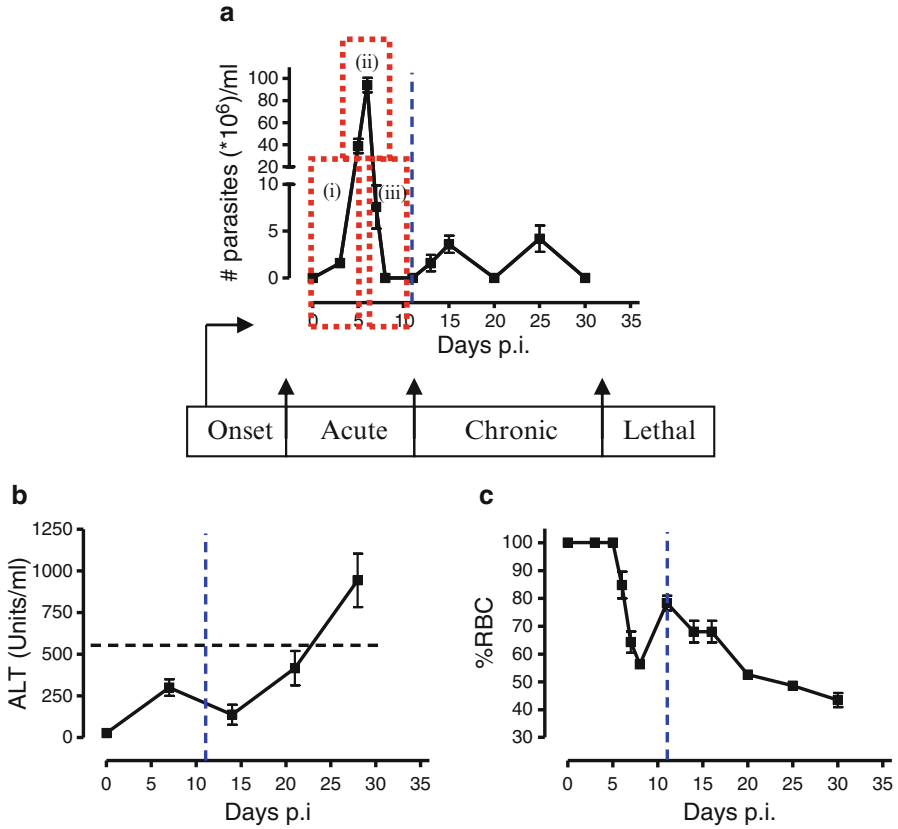 a
# parasites (*10⁶)/ml
100
80
60
40
20
10
5
0
(i)
(ii)
(iii)
0 5 10 15 20 25 30 35
Days p.i.
Onset Acute Chronic Lethal
b
ALT (Units/ml)
1250
1000
750
500
250
0
0 5 10 15 20 25 30 35
Days p.i
c
%RBC
100
90
80
70
60
50
40
30
0 5 10 15 20 25 30 35
Days p.i.